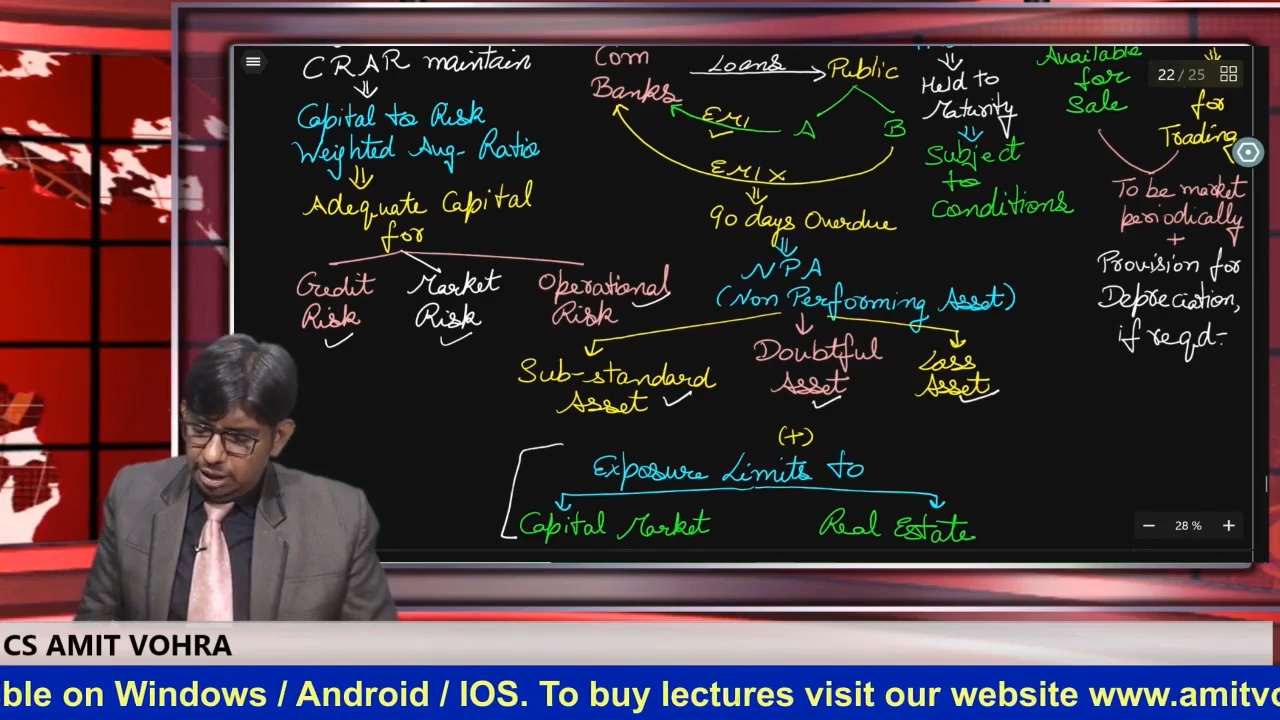 CRAR maintain
Capital to Risk
Weighted Aug- Ratio
Adequate Capital
for
Credit
Risk
Market
Risk
Operational
Risk
Com
Banks
Loans
Public
EMI
A
B
EMI X
90 days Overdue
NPA
(Non Performing Asset)
Sub-standard
Asset
Doubtful
Asset
Loss
Asset
(+)
Exposure Limits to
Capital Market
Real Estate
Held to
Maturity
Subject
to
Conditions
Available
for
Sale
22 / 25
for
Trading
To be market
periodically
+
Provision for
Depreciation,
if reqd-
28 %
CS AMIT VOHRA
ble on Windows / Android / IOS. To buy lectures visit our website www.amitvo